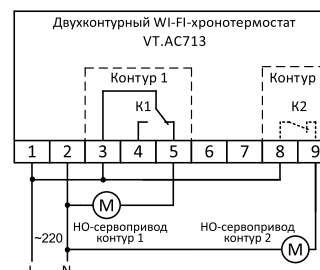 Двухконтурный WI-FI-хронотермостат
VT.AC713
Контур 1
Контур
К1
К2
1 2 3 4 5 6 7 8 9
М
НО-сервопривод
контур 1
НО-сервопривод
контур 2
М
~220
L N